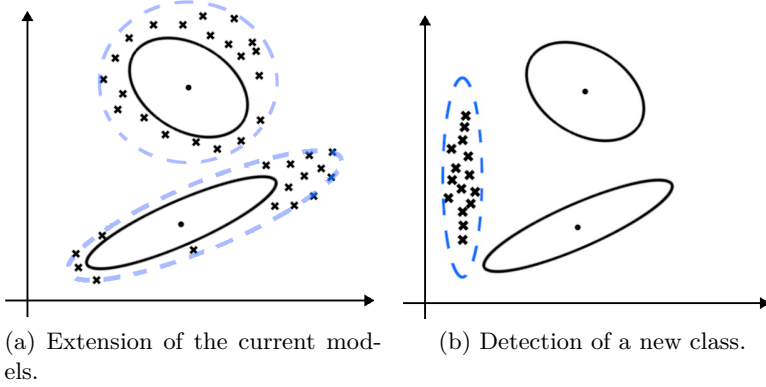 (a) Extension of the current mod-
els.
(b) Detection of a new class.